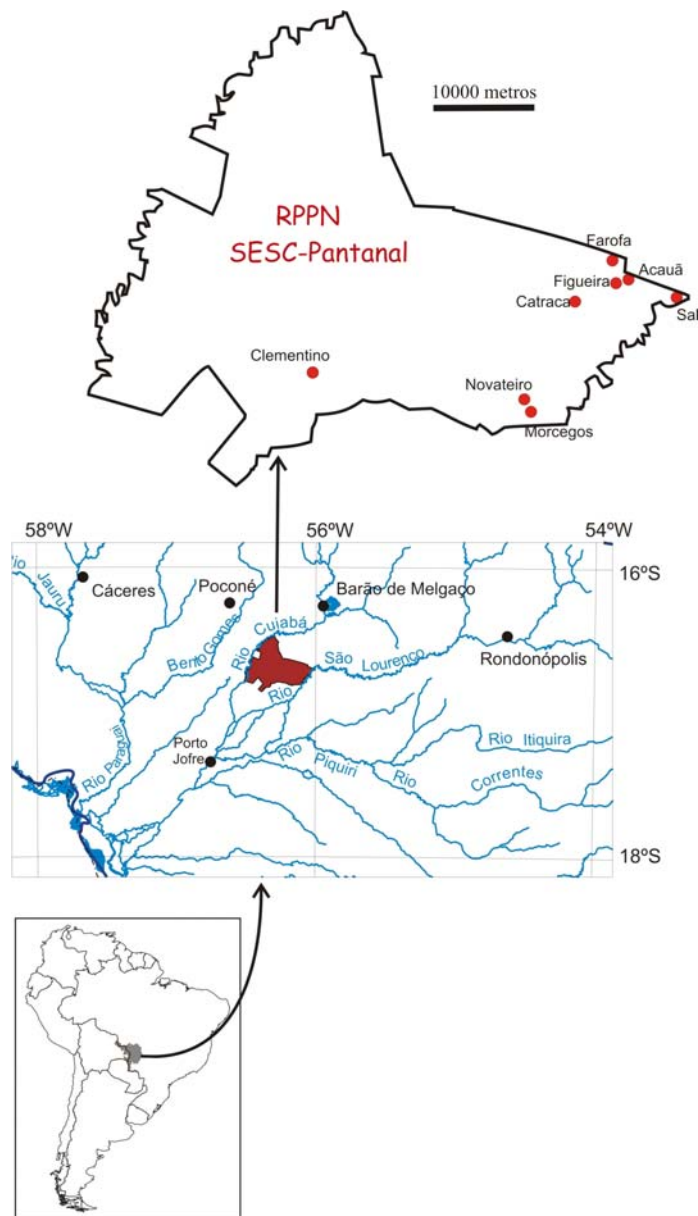 10000 metros
RPPN
SESC-Pantanal
Farofa
Acauã
Figueira
Catraca
Sal
Clementino
Novateiro
Morcegos
58ºW
56ºW
54ºW
16ºS
Rio
Jauru
Cáceres
Poconé
Barão de Melgaço
Rio Cuiabá
Bento Gomes
São Lourenço
Rio
Rondonópolis
Rio Paraguai
Porto
Jofre
Rio
Piquiri
Rio Itiquira
Rio
Correntes
18ºS